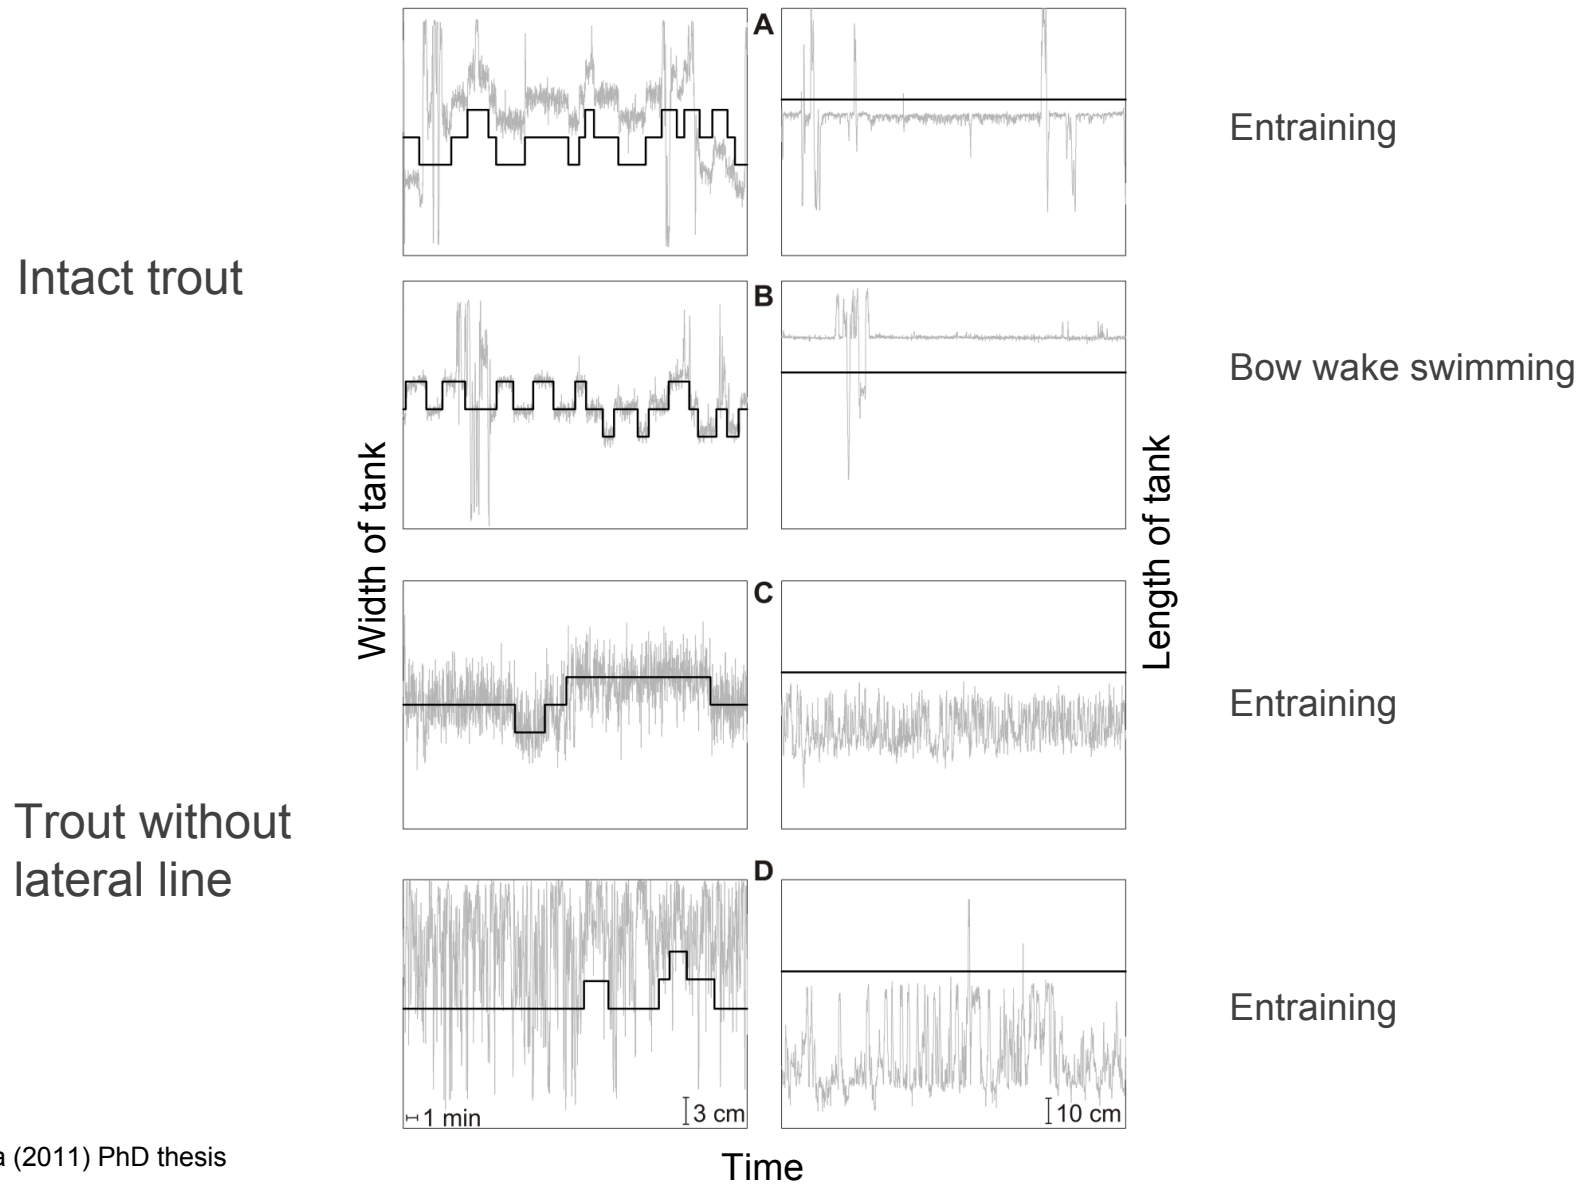 A
Entraining
Intact trout
B
Bow wake swimming
Width of tank
Length of tank
C
Entraining
Trout without
lateral line
D
Entraining
1 min
3 cm
10 cm
(2011) PhD thesis
Time